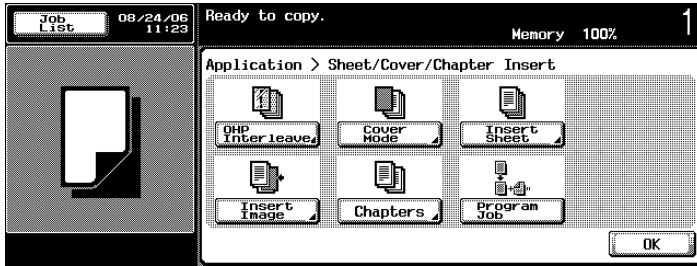 Job
List
08/24/06
11:23
Ready to copy.
Memory 100%
1
Application > Sheet/Cover/Chapter Insert
OHP
Interleave
Cover
Mode
Insert
Sheet
Insert
Image
Chapters
Program
Job
OK